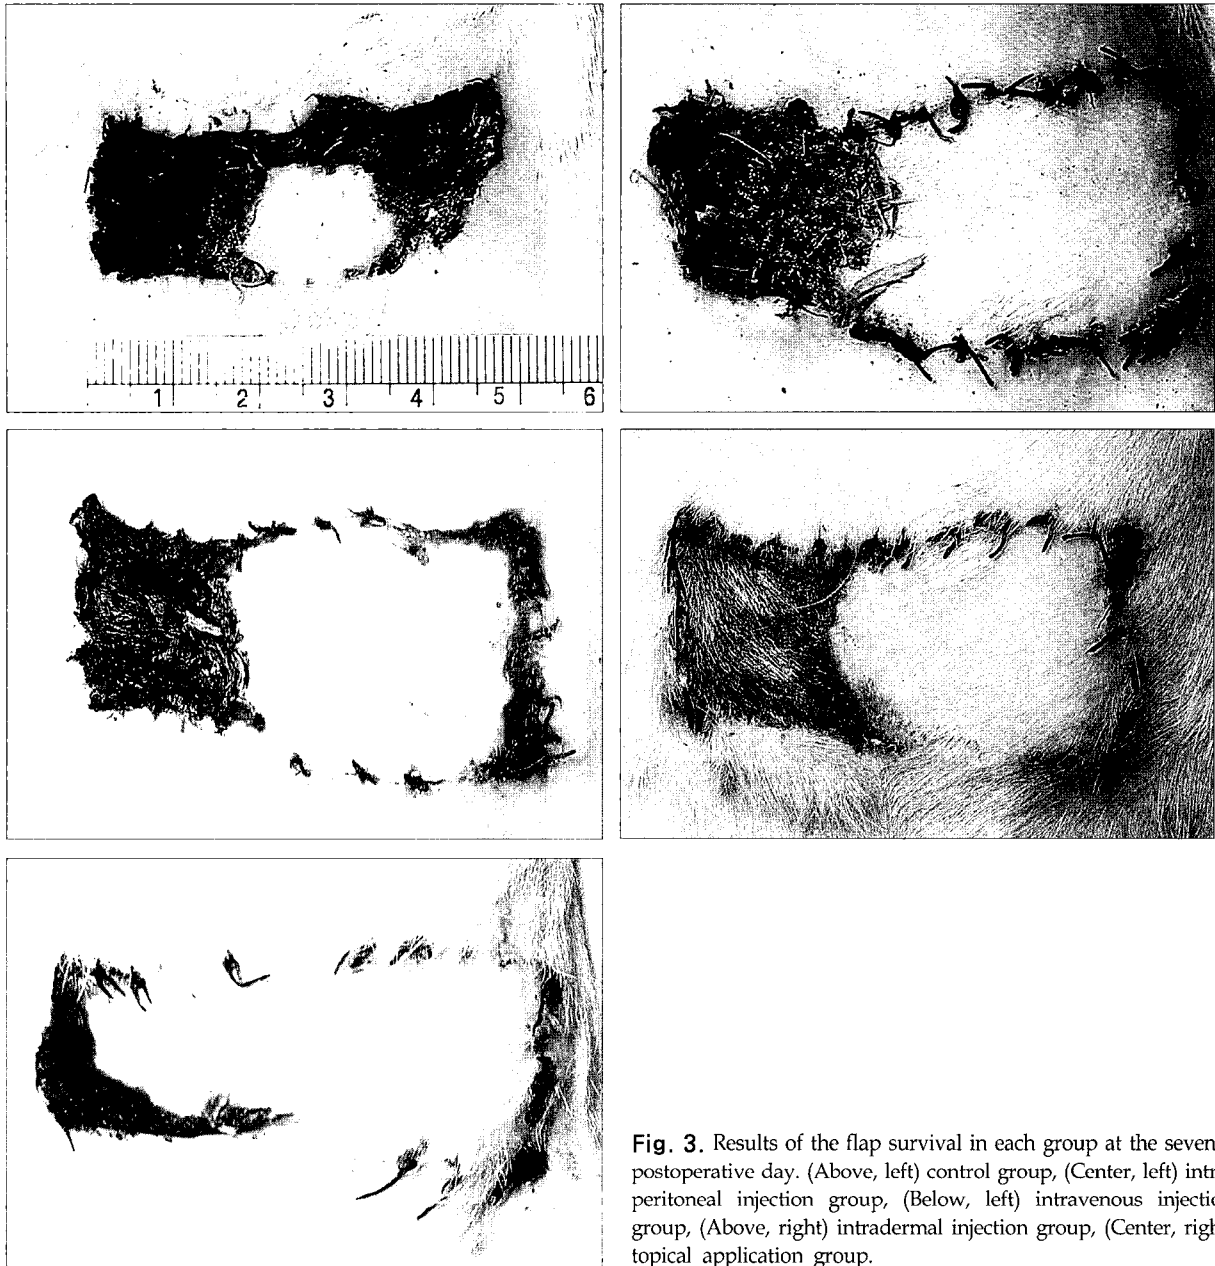 1 2 3 4 5 6
Fig. 3. Results of the flap survival in each group at the seven
postoperative day. (Above, left) control group, (Center, left) intr
peritoneal injection group, (Below, left) intravenous injectio
group, (Above, right) intradermal injection group, (Center, righ
topical application group.